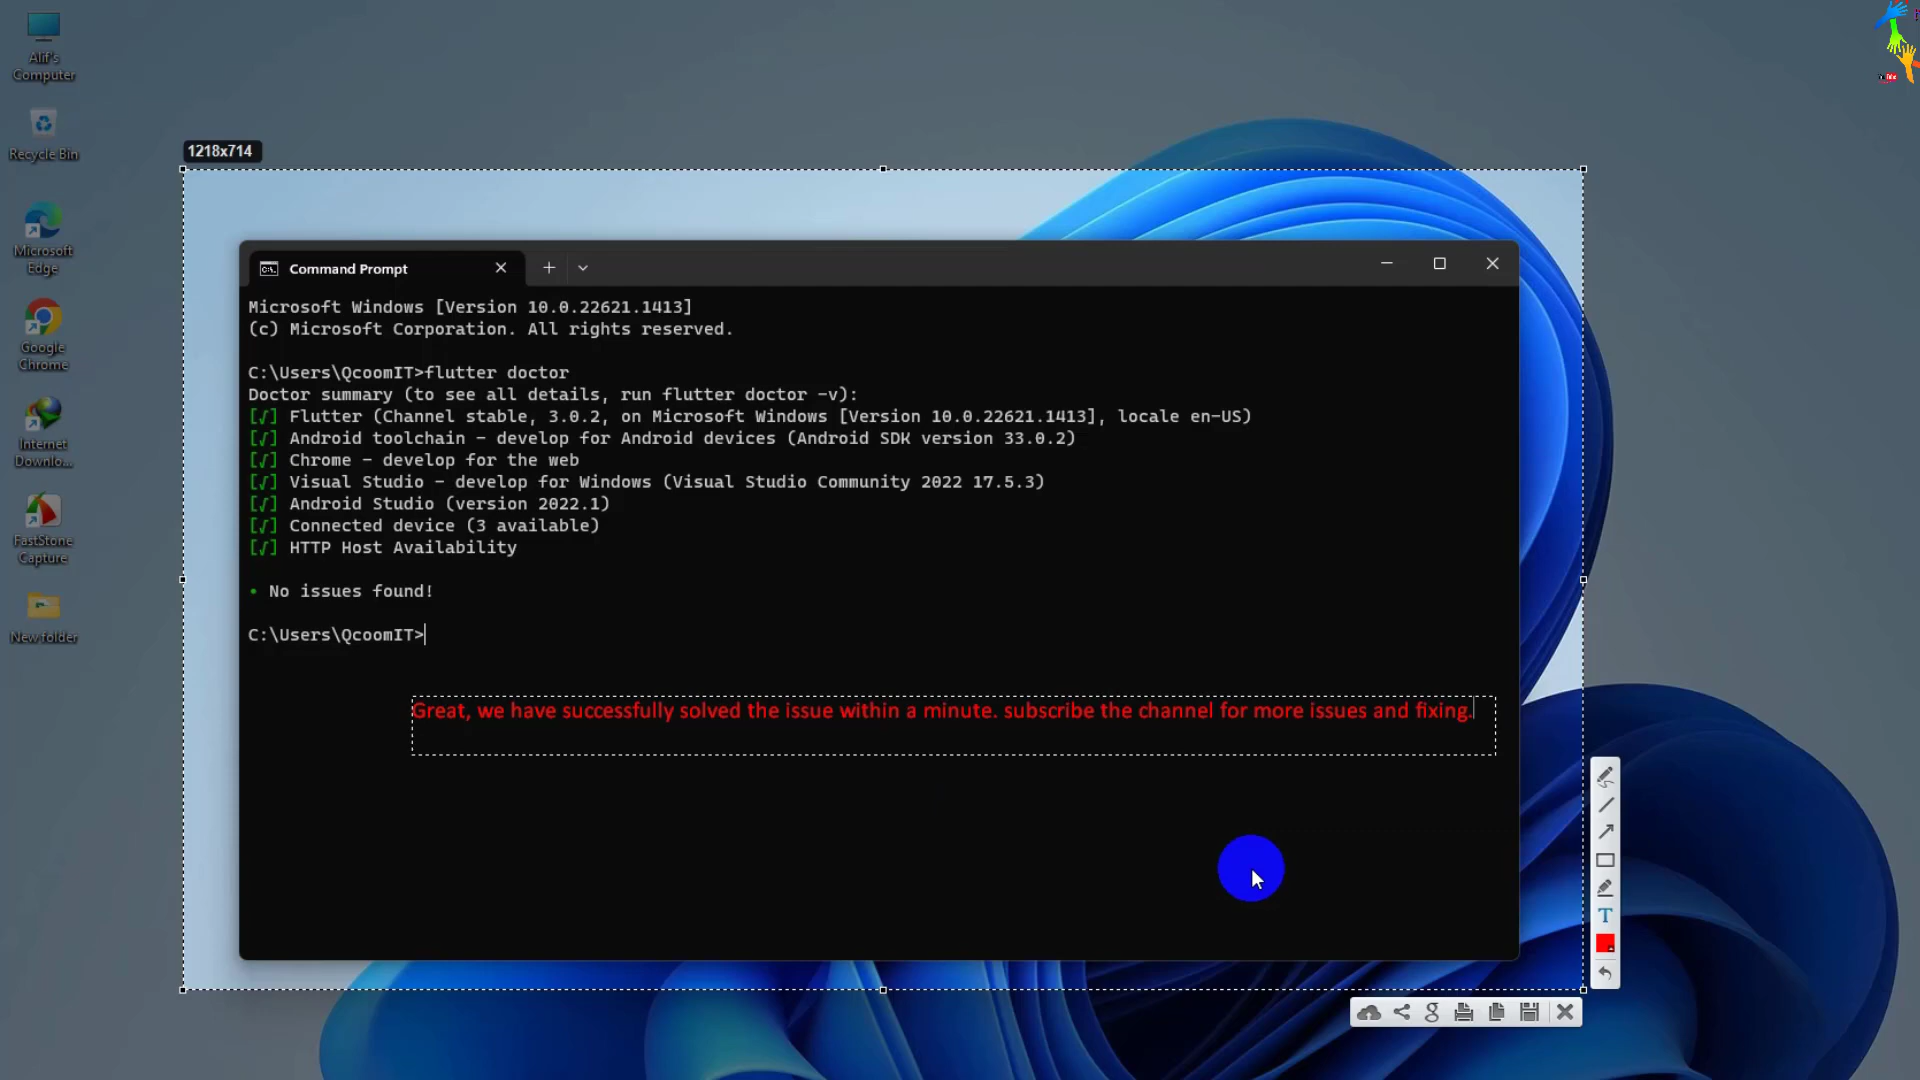 Alif's
Computer
Recycle Bin
Microsoft
Edge
Google
Chrome
Internet
Downlo...
FastStone
Capture
New folder
1218x714
Command Prompt
Microsoft Windows [Version 10.0.22621.1413]
(c) Microsoft Corporation. All rights reserved.
C:\Users\QcoomIT>flutter doctor
Doctor summary (to see all details, run flutter doctor -v):
[√] Flutter (Channel stable, 3.0.2, on Microsoft Windows [Version 10.0.22621.1413], locale en-US)
[√] Android toolchain - develop for Android devices (Android SDK version 33.0.2)
[√] Chrome - develop for the web
[√] Visual Studio - develop for Windows (Visual Studio Community 2022 17.5.3)
[√] Android Studio (version 2022.1)
[√] Connected device (3 available)
[√] HTTP Host Availability
• No issues found!
C:\Users\QcoomIT>
Great, we have successfully solved the issue within a minute. subscribe the channel for more issues and fixing.